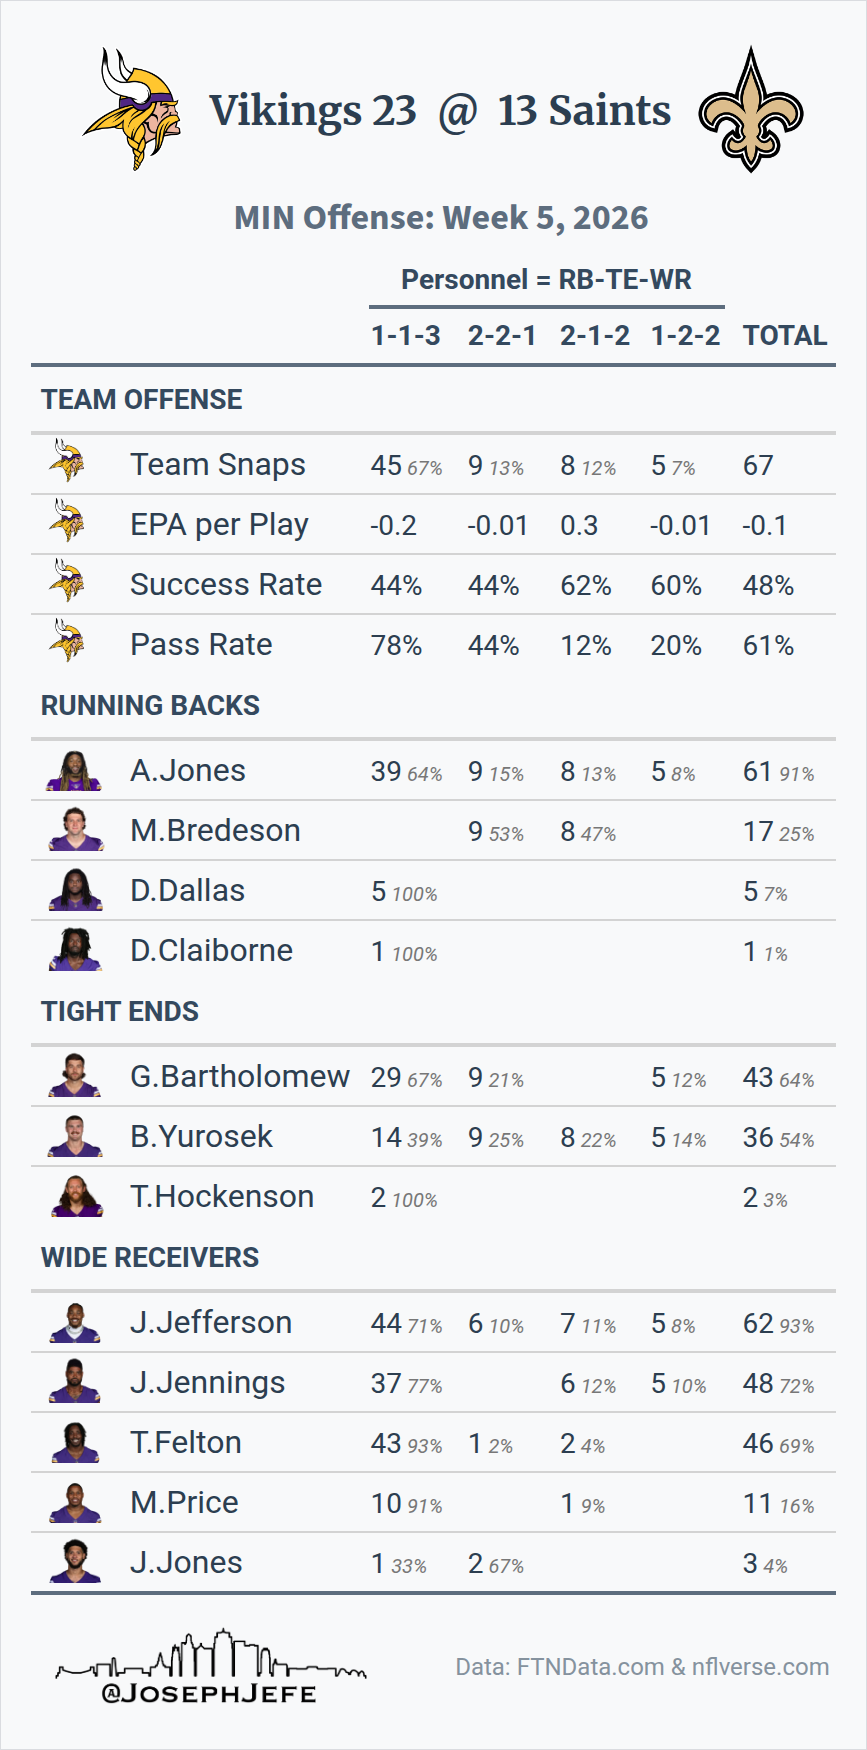 Vikings 23 @ 13 Saints
MIN Offense: Week 5, 2026
Personnel = RB-TE-WR
1-1-3 2-2-1 2-1-2 1-2-2 TOTAL
TEAM OFFENSE
Team Snaps 45 67% 9 13% 8 12% 5 7% 67
EPA per Play -0.2 -0.01 0.3 -0.01 -0.1
Success Rate 44% 44% 62% 60% 48%
Pass Rate 78% 44% 12% 20% 61%
RUNNING BACKS
A.Jones 39 64% 9 15% 8 13% 5 8% 61 91%
M.Bredeson 9 53% 8 47% 17 25%
D.Dallas 5 100% 5 7%
D.Claiborne 1 100% 1 1%
TIGHT ENDS
G.Bartholomew 29 67% 9 21% 5 12% 43 64%
B.Yurosek 14 39% 9 25% 8 22% 5 14% 36 54%
T.Hockenson 2 100% 2 3%
WIDE RECEIVERS
J.Jefferson 44 71% 6 10% 7 11% 5 8% 62 93%
J.Jennings 37 77% 6 12% 5 10% 48 72%
T.Felton 43 93% 1 2% 2 4% 46 69%
M.Price 10 91% 1 9% 11 16%
J.Jones 1 33% 2 67% 3 4%
@JosephJefe
Data: FTNData.com & nflverse.com